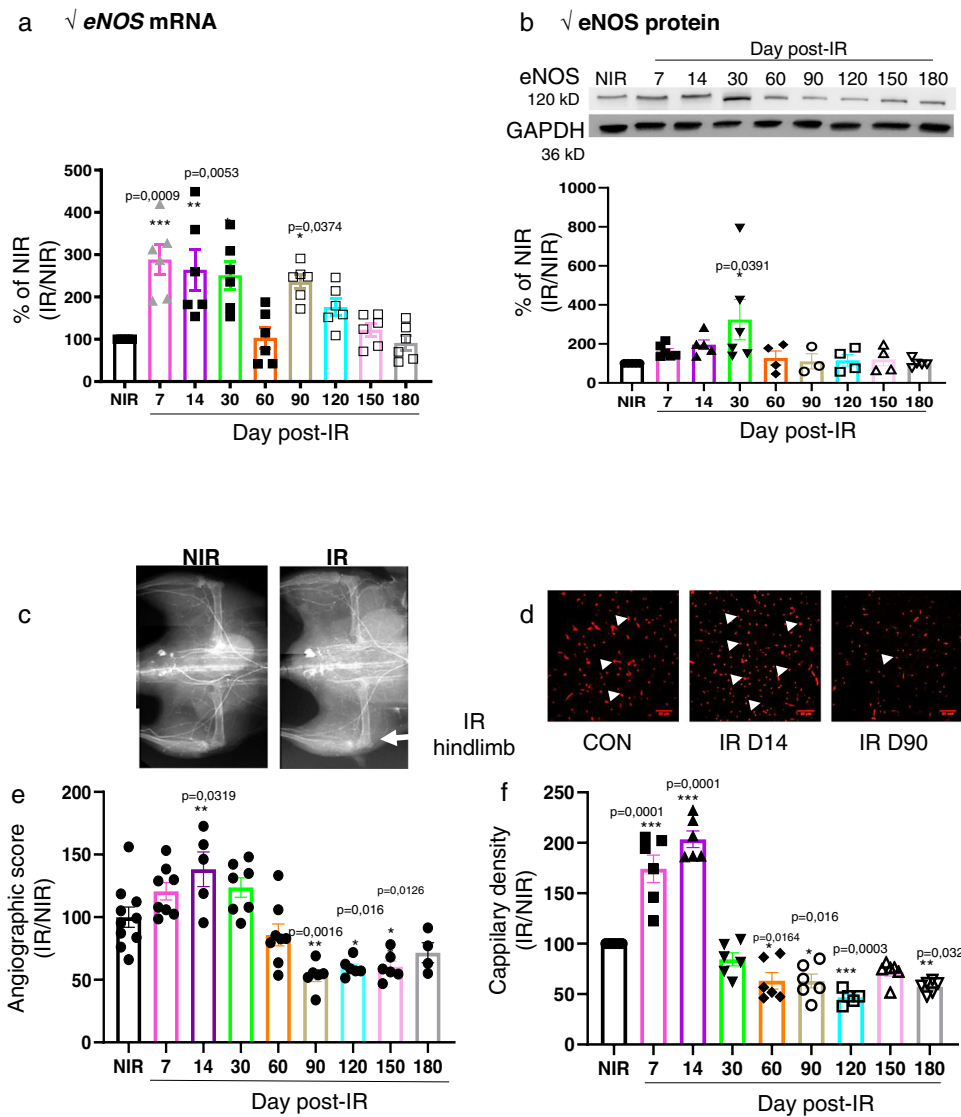 a √ eNOS mRNA
p=0,0009
p=0,0053
p=0,0374
***
**
*
*
% of NIR
(IR/NIR)
500
400
300
200
100
0
NIR 7 14 30 60 90 120 150 180
Day post-IR
b √ eNOS protein
Day post-IR
eNOS NIR 7 14 30 60 90 120 150 180
120 kD
GAPDH
36 kD
% of NIR
(IR/NIR)
1000
800
600
400
200
0
p=0,0391
*
NIR 7 14 30 60 90 120 150 180
Day post-IR
c
NIR IR
IR
hindlimb
d
CON IR D14 IR D90
e
Angiographic score
(IR/NIR)
200
150
100
50
0
p=0,0319
**
p=0,0016
**
p=0,016
*
p=0,0126
*
NIR 7 14 30 60 90 120 150 180
Day post-IR
f
Cappilary density
(IR/NIR)
250
200
150
100
50
0
p=0,0001
***
p=0,0001
***
p=0,0164
*
p=0,016
*
p=0,0003
***
p=0,032
**
NIR 7 14 30 60 90 120 150 180
Day post-IR